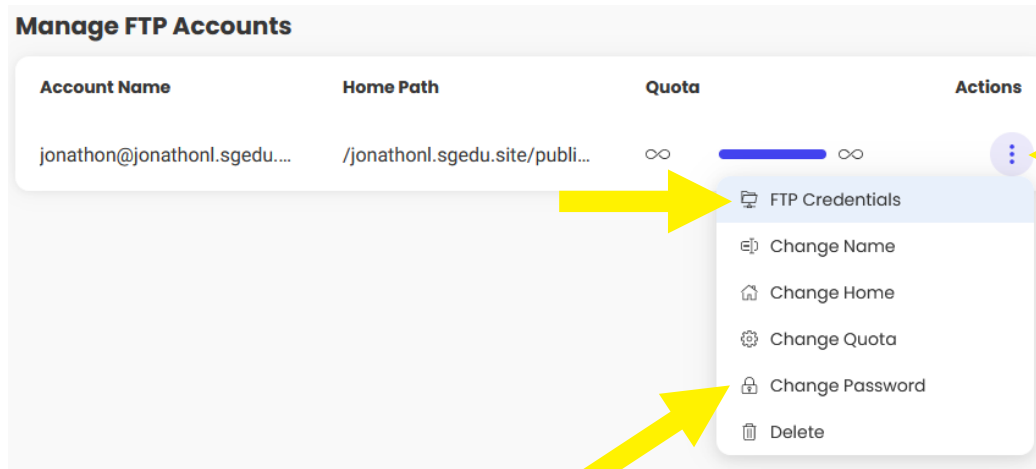 Manage FTP Accounts
Account Name Home Path Quota Actions
jonathon@jonathonl.sgedu.... /jonathonl.sgedu.site/publi... ∞ ∞
FTP Credentials
Change Name
Change Home
Change Quota
Change Password
Delete